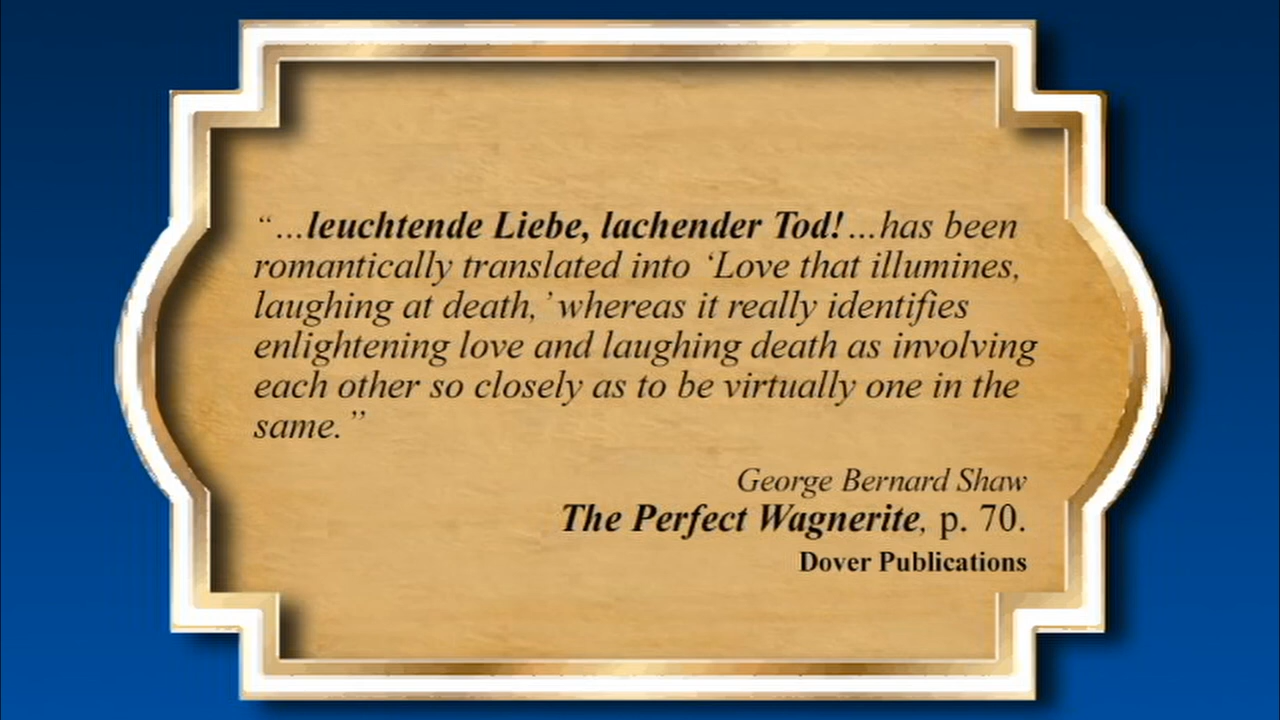 “…leuchtende Liebe, lachender Tod!…has been
romantically translated into ‘Love that illumines,
laughing at death,’ whereas it really identifies
enlightening love and laughing death as involving
each other so closely as to be virtually one in the
same.”
George Bernard Shaw
The Perfect Wagnerite, p. 70.
Dover Publications